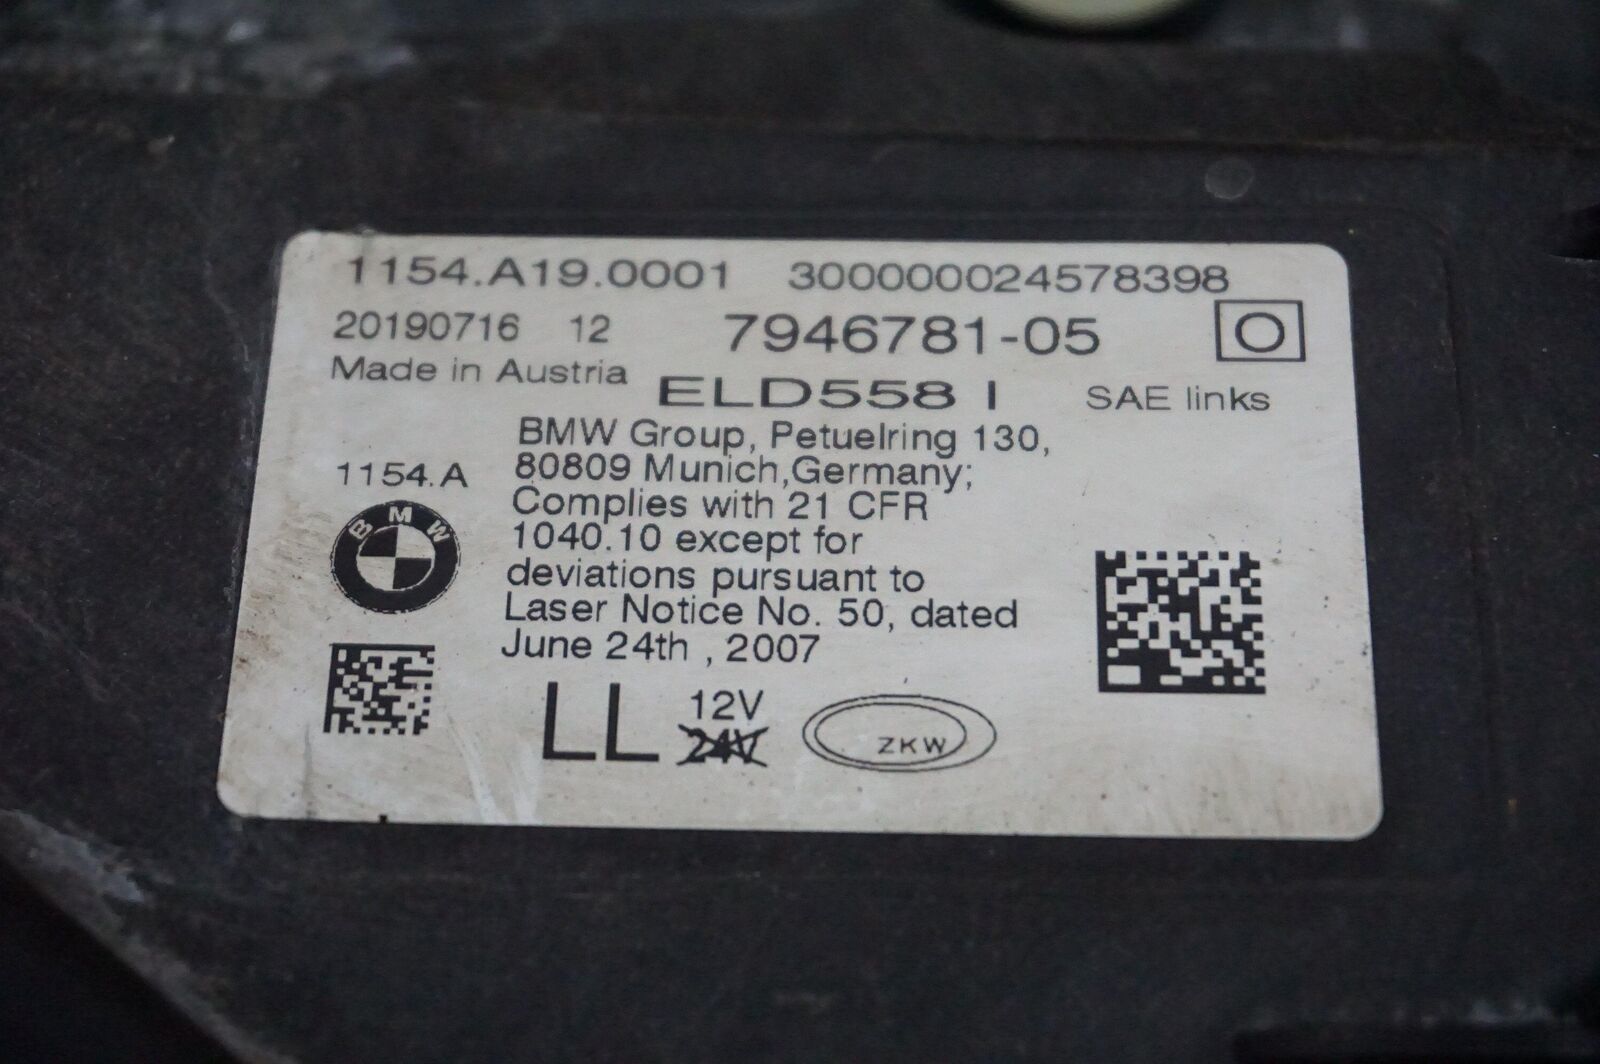 1154.A19.0001 300000024578398
20190716 12 7946781-05 O
Made in Austria
ELD558 I SAE links
BMW Group, Petuelring 130,
80809 Munich,Germany;
Complies with 21 CFR
1040.10 except for
deviations pursuant to
Laser Notice No. 50, dated
June 24th , 2007
1154.A
BMW
LL 12V
24V
ZKW